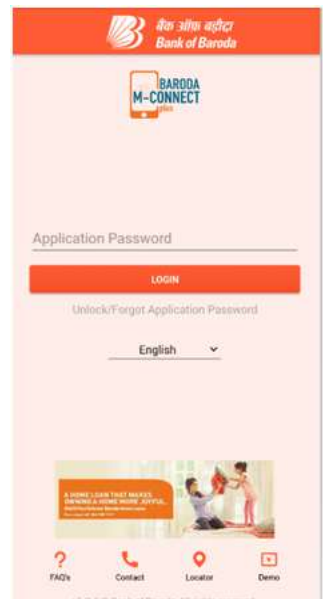 बैंक ऑफ़ बड़ौदा
Bank of Baroda
BARODA
M-CONNECT
plus
Application Password
LOGIN
Unlock/Forgot Application Password
English
A HOME LOAN THAT MAKES
OWNING A HOME MORE JOYFUL.
FAQ's
Contact
Locator
Demo